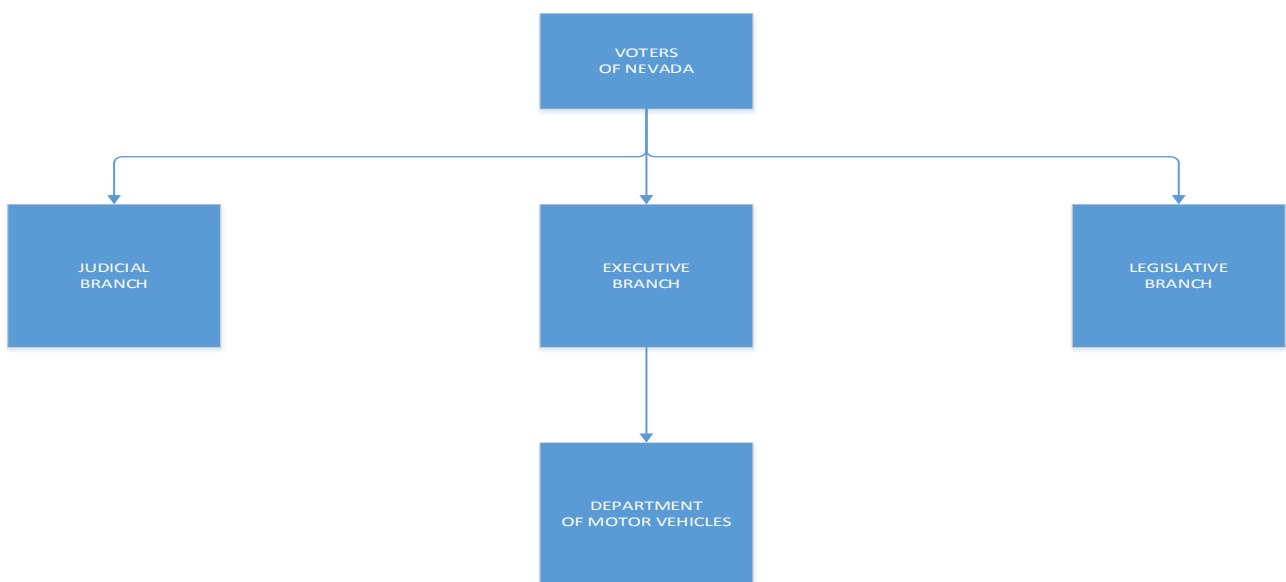 VOTERS
OF NEVADA
JUDICIAL
BRANCH
EXECUTIVE
BRANCH
LEGISLATIVE
BRANCH
DEPARTMENT
OF MOTOR VEHICLES